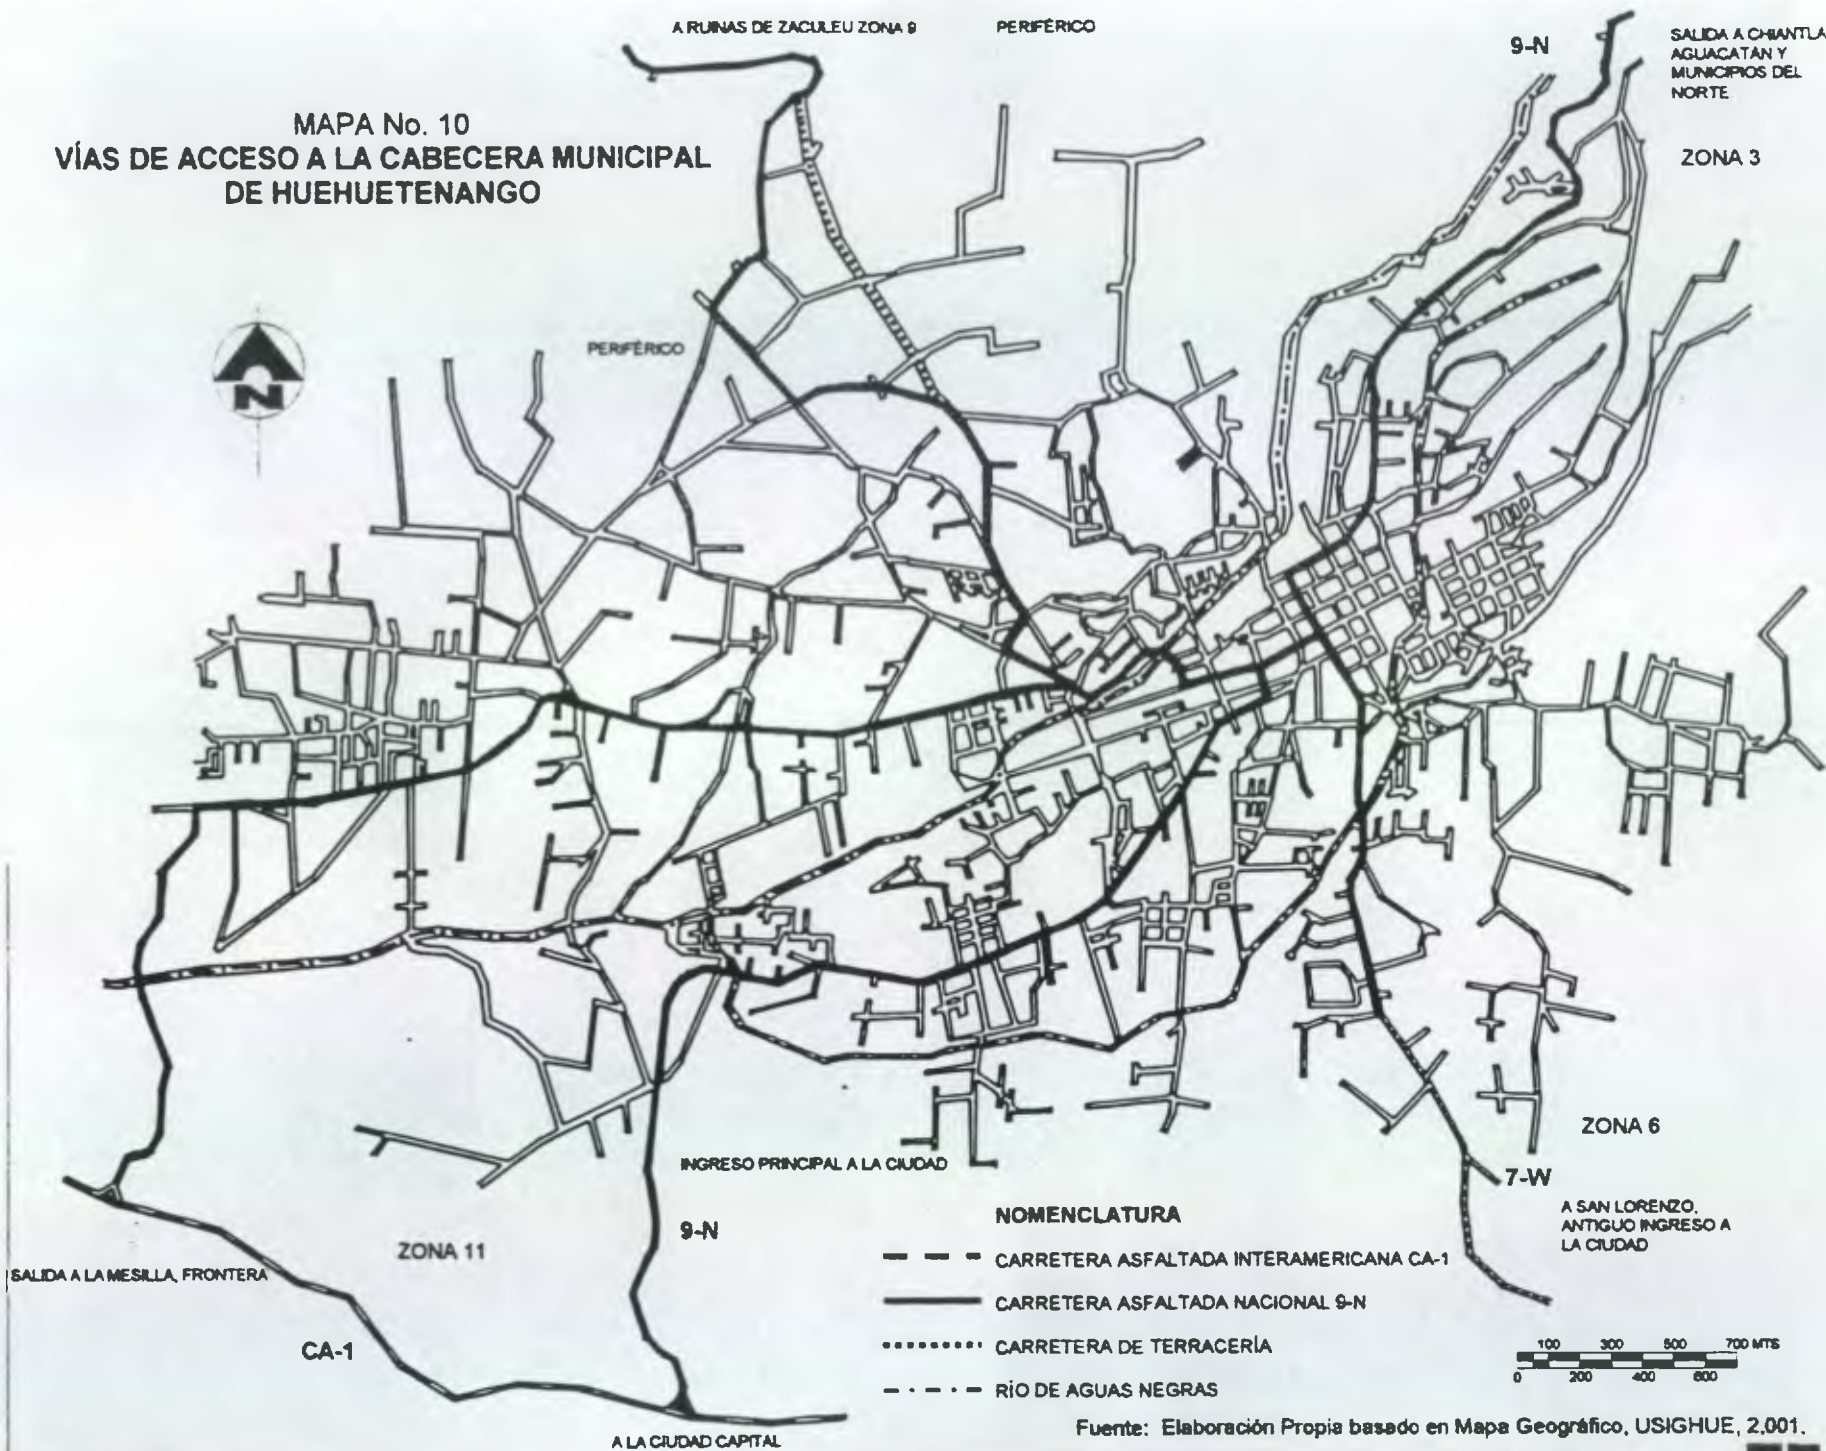 A RUINAS DE ZACULEU ZONA 9
PERIFÉRICO
9-N
SALIDA A CHIANTLA
AGUACATÁN Y
MUNICIPIOS DEL
NORTE
MAPA No. 10
VÍAS DE ACCESO A LA CABECERA MUNICIPAL
DE HUEHUETENANGO
ZONA 3
PERIFÉRICO
N
ZONA 6
INGRESO PRINCIPAL A LA CIUDAD
7-W
A SAN LORENZO,
ANTIGUO INGRESO A
LA CIUDAD
9-N
ZONA 11
SALIDA A LA MESILLA, FRONTERA
CA-1
NOMENCLATURA
CARRETERA ASFALTADA INTERAMERICANA CA-1
CARRETERA ASFALTADA NACIONAL 9-N
CARRETERA DE TERRACERÍA
RÍO DE AGUAS NEGRAS
100 300 500 700 MTS
0 200 400 600
Fuente: Elaboración Propia basado en Mapa Geográfico, USIGHUE, 2,001.
A LA CIUDAD CAPITAL